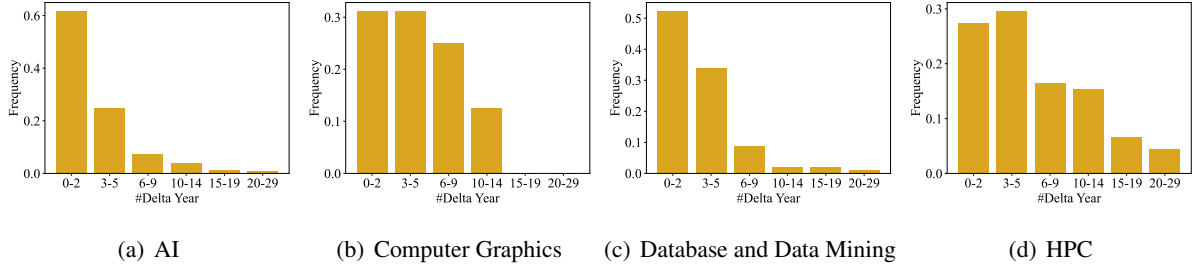 Frequency
0.6
0.4
0.2
0.0
0-2 3-5 6-9 10-14 15-19 20-29
#Delta Year
(a) AI
Frequency
0.3
0.2
0.1
0.0
0-2 3-5 6-9 10-14 15-19 20-29
#Delta Year
(b) Computer Graphics
Frequency
0.5
0.4
0.3
0.2
0.1
0.0
0-2 3-5 6-9 10-14 15-19 20-29
#Delta Year
(c) Database and Data Mining
Frequency
0.3
0.2
0.1
0.0
0-2 3-5 6-9 10-14 15-19 20-29
#Delta Year
(d) HPC